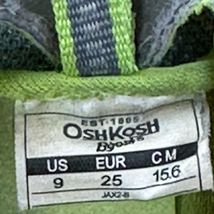 EST. 1895
OSHKOSH
B'gosh
US EUR CM
9 25 15.6
JAX2-B